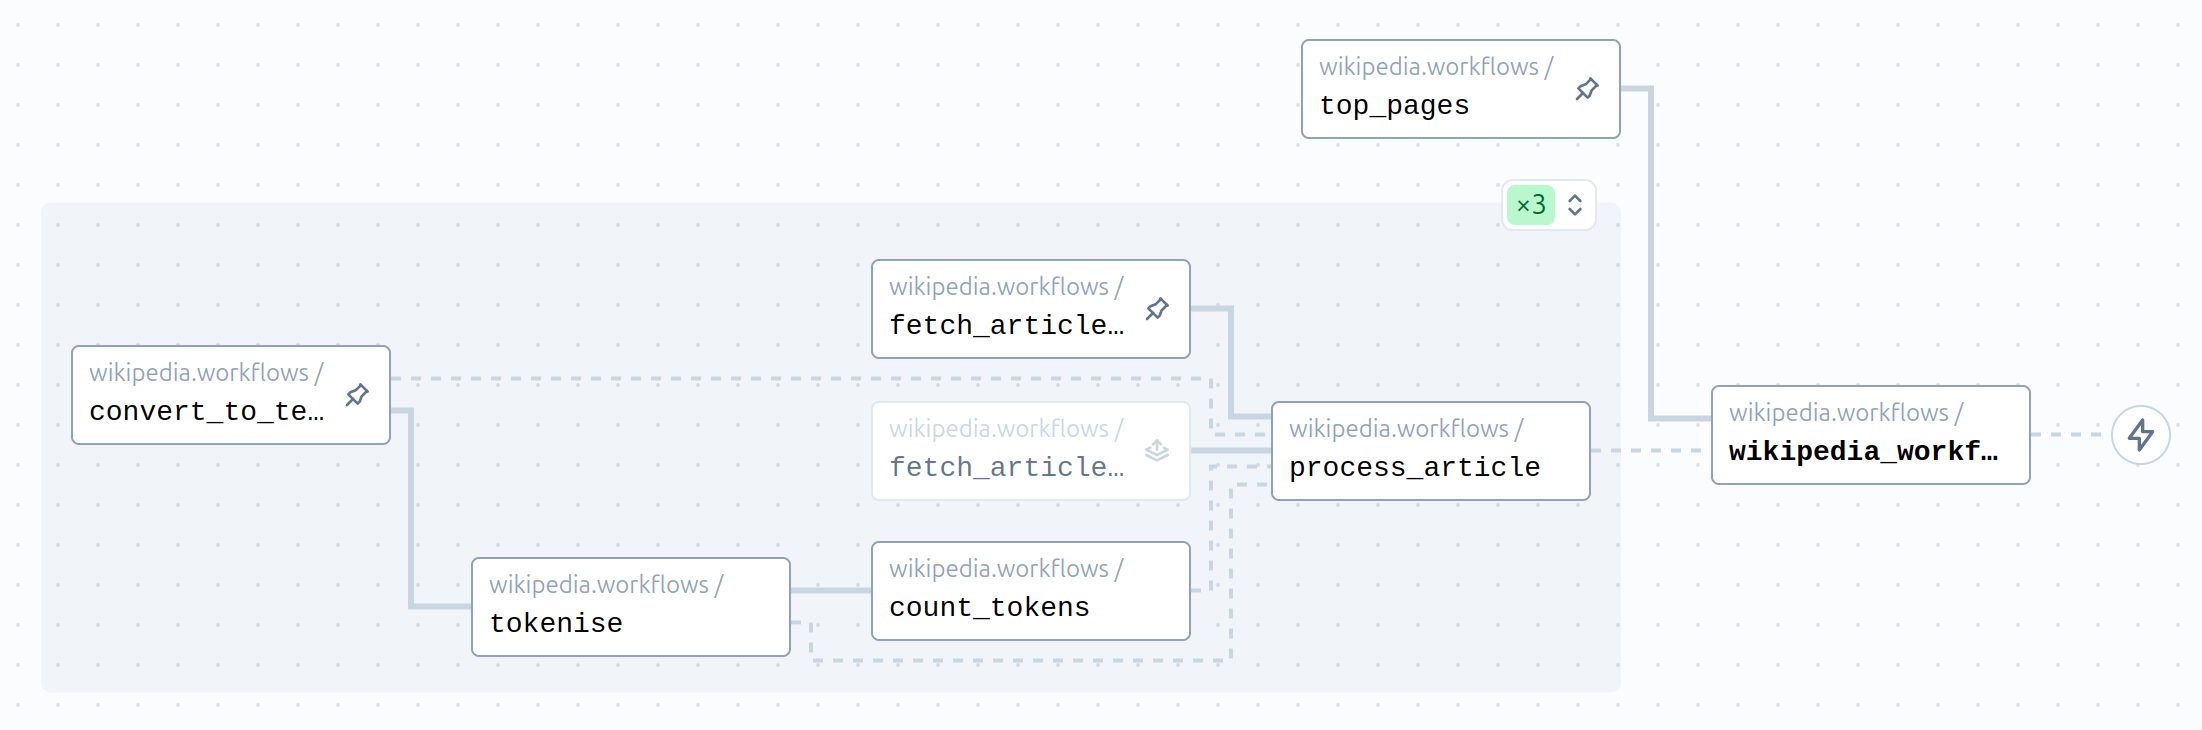 wikipedia.workflows /
top_pages
×3
wikipedia.workflows /
fetch_article…
wikipedia.workflows /
convert_to_te…
wikipedia.workflows /
fetch_article…
wikipedia.workflows /
process_article
wikipedia.workflows /
wikipedia_workf…
wikipedia.workflows /
tokenise
wikipedia.workflows /
count_tokens